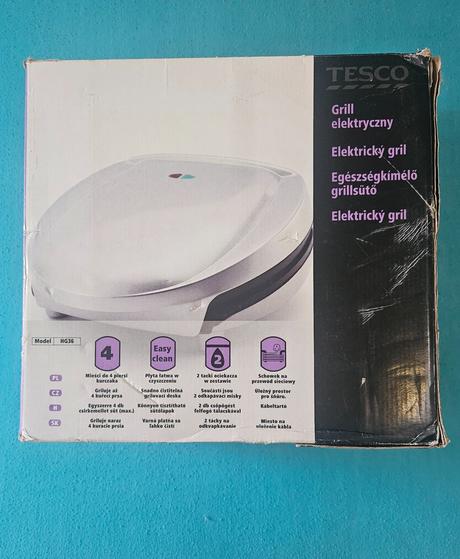 TESCO
Grill
elektryczny
Elektrický gril
Egészségkímélő
grillsütő
Elektrický gril
Model HG36
4
Easy
clean
2
PL
Mieści do 4 piersi
kurczaka
Płyta łatwa w
czyszczeniu
2 tacki ociekacza
w zestawie
Schowek na
przewód sieciowy
CZ
Griluje až
4 kuřecí prsa
Snadno čistitelná
grilovací deska
Součástí jsou
2 odkapávací misky
Úložný prostor
pro šňůru.
H
Egyszerre 4 db
csirkemellet süt (max.)
Könnyen tisztítható
sütőlapok
2 db csöpögést
felfogó tálacskával
Kábeltartó
SK
Griluje naraz
4 kuracie prsia
Varná platňa sa
ľahko čistí
2 tácky na
odkvapkávanie
Miesto na
uloženie kábla